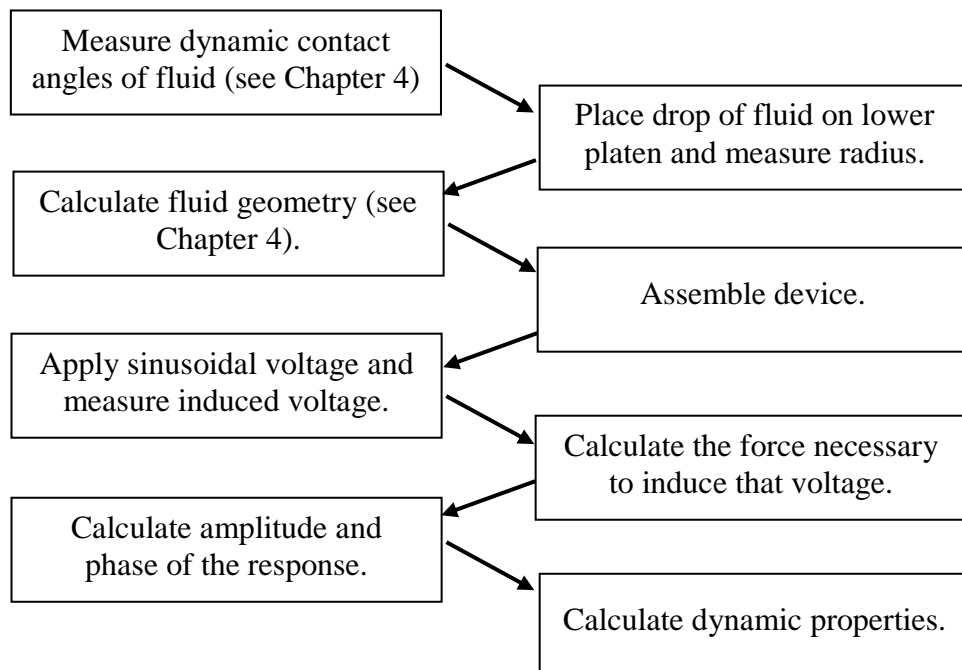 Measure dynamic contact
angles of fluid (see Chapter 4)
Place drop of fluid on lower
platen and measure radius.
Calculate fluid geometry (see
Chapter 4).
Assemble device.
Apply sinusoidal voltage and
measure induced voltage.
Calculate the force necessary
to induce that voltage.
Calculate amplitude and
phase of the response.
Calculate dynamic properties.